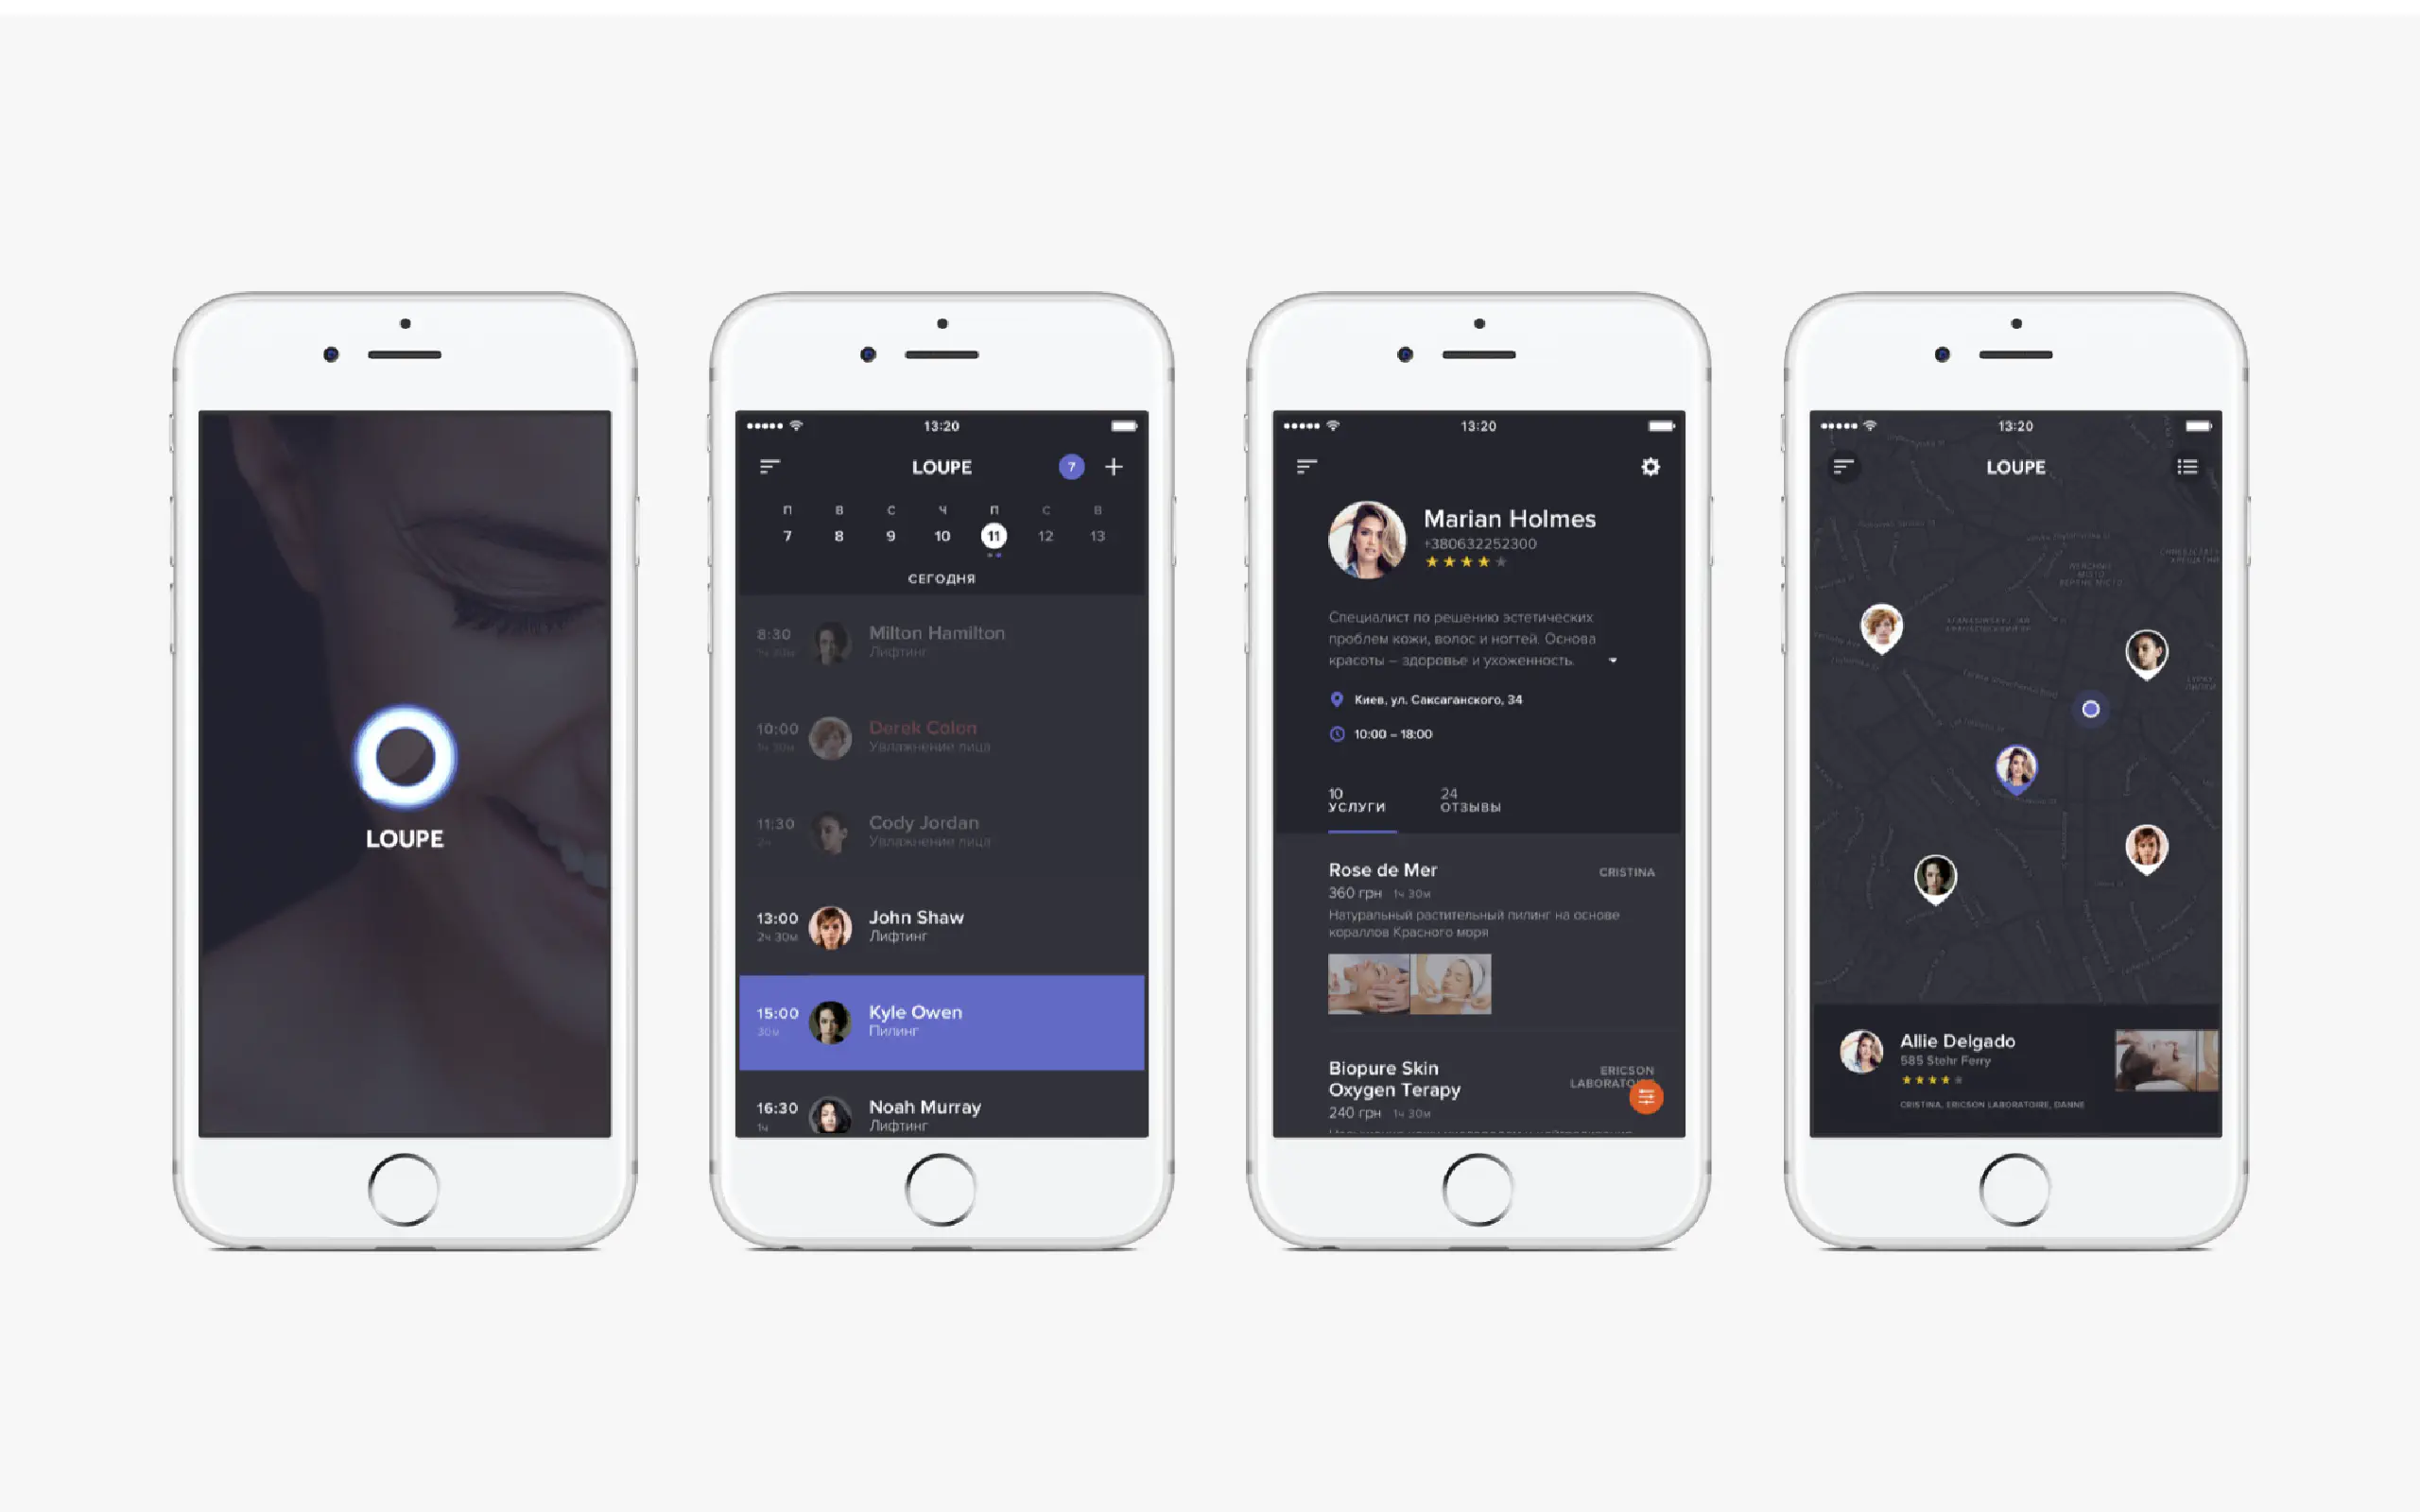 LOUPE
13:20
LOUPE
7
П В С Ч П С В
7 8 9 10 11 12 13
СЕГОДНЯ
8:30 Milton Hamilton
1ч 30м Лифтинг
10:00 Derek Colon
1ч 30м Увлажнение лица
11:30 Cody Jordan
2ч Увлажнение лица
13:00 John Shaw
2ч 30м Лифтинг
15:00 Kyle Owen
30м Пилинг
16:30 Noah Murray
1ч Лифтинг
13:20
Marian Holmes
+380632252300
Специалист по решению эстетических
проблем кожи, волос и ногтей. Основа
красоты – здоровье и ухоженность.
Киев, ул. Саксаганского, 34
10:00 – 18:00
10 24
УСЛУГИ ОТЗЫВЫ
Rose de Mer CRISTINA
360 грн 1ч 30м
Натуральный растительный пилинг на основе
кораллов Красного моря
Biopure Skin ERICSON
Oxygen Terapy
240 грн 1ч 30м
13:20
LOUPE
Allie Delgado
585 Stehr Ferry
CRISTINA, ERICSON LABORATOIRE, DANNE